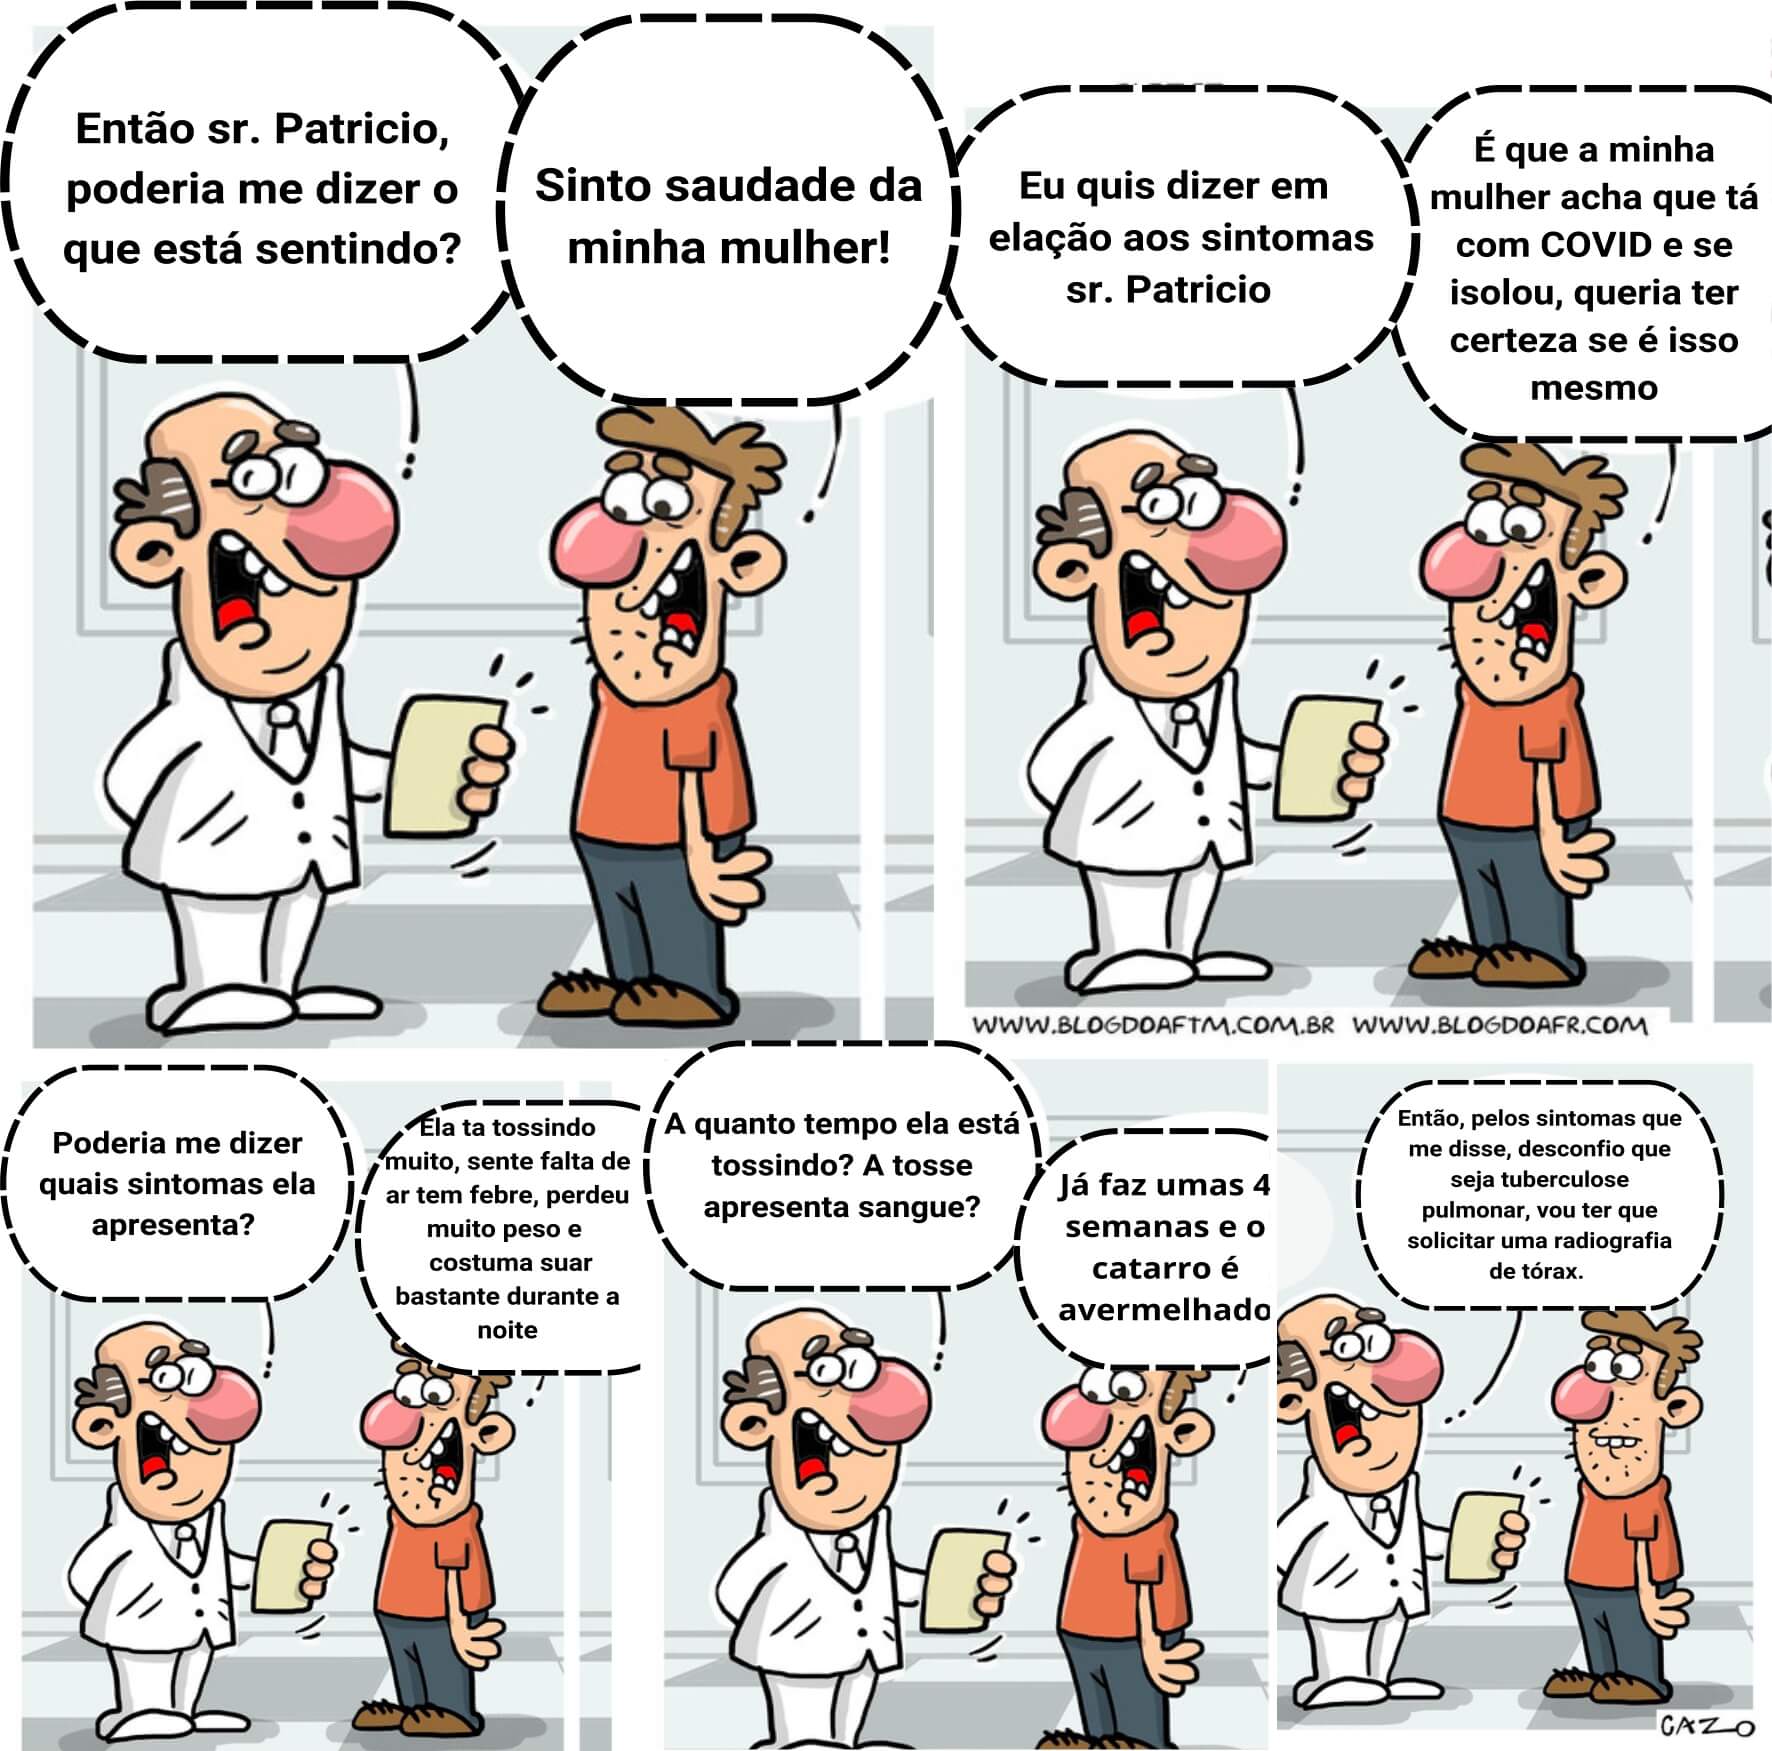 Então sr. Patricio,
poderia me dizer o
que está sentindo?
Sinto saudade da
minha mulher!
Eu quis dizer em
elação aos sintomas
sr. Patricio
É que a minha
mulher acha que tá
com COVID e se
isolou, queria ter
certeza se é isso
mesmo
WWW.BLOGDOAFTM.COM.BR WWW.BLOGDOAFR.COM
Poderia me dizer
quais sintomas ela
apresenta?
Ela ta tossindo
muito, sente falta de
ar tem febre, perdeu
muito peso e
costuma suar
bastante durante a
noite
A quanto tempo ela está
tossindo? A tosse
apresenta sangue?
Já faz umas 4
semanas e o
catarro é
avermelhado
Então, pelos sintomas que
me disse, desconfio que
seja tuberculose
pulmonar, vou ter que
solicitar uma radiografia
de tórax.
CAZO